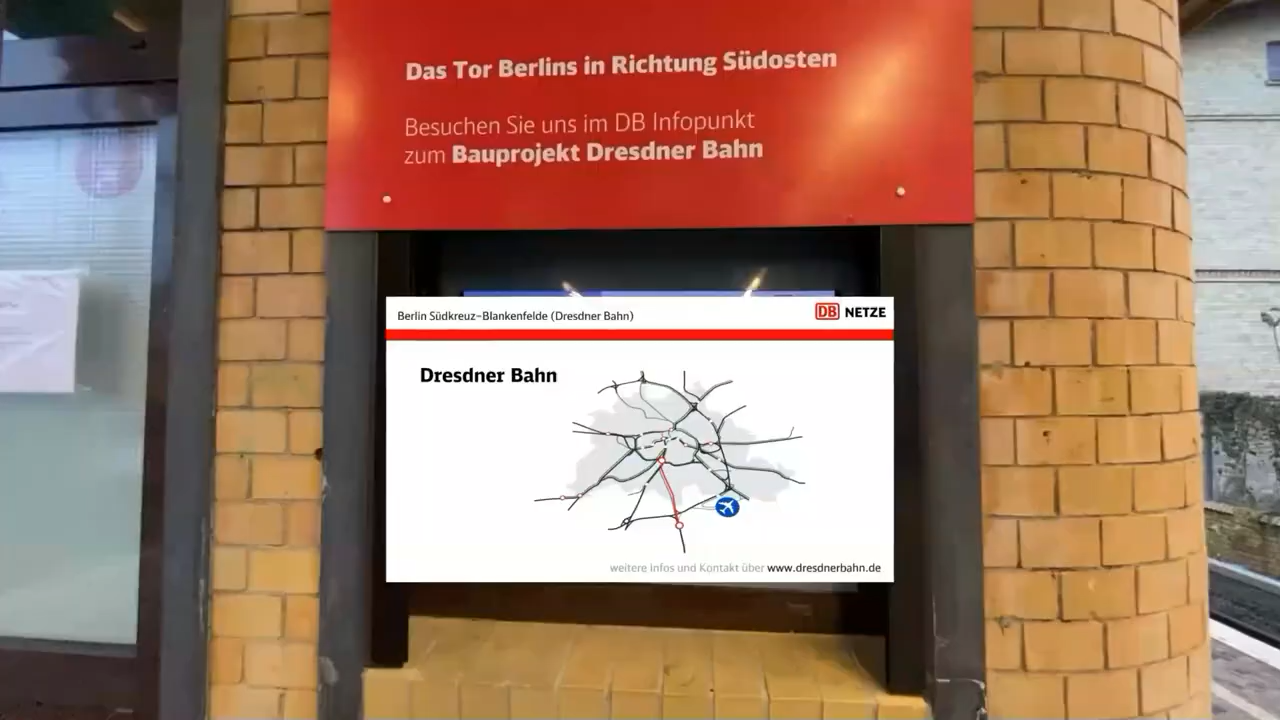 Das Tor Berlins in Richtung Südosten
Besuchen Sie uns im DB Infopunkt
zum Bauprojekt Dresdner Bahn
Berlin Südkreuz–Blankenfelde (Dresdner Bahn)
DB NETZE
Dresdner Bahn
weitere Infos und Kontakt über www.dresdnerbahn.de